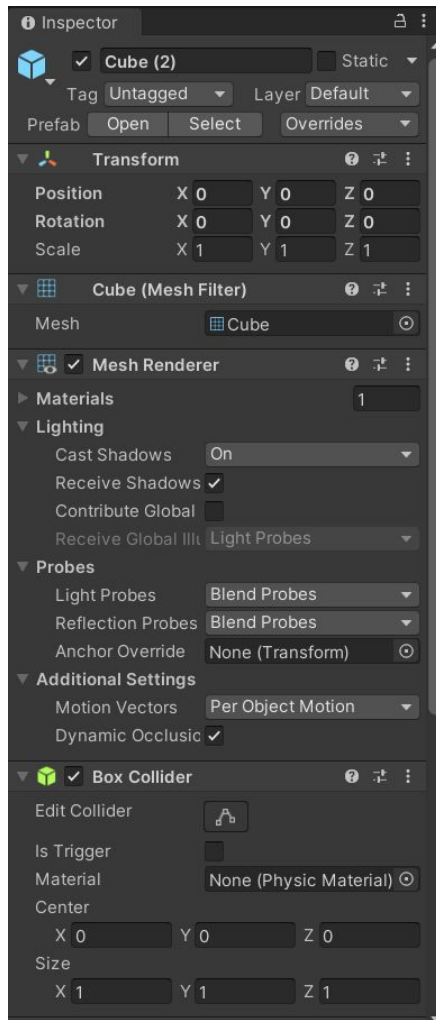 Inspector
Cube (2) Static
Tag Untagged Layer Default
Prefab Open Select Overrides
Transform
Position X 0 Y 0 Z 0
Rotation X 0 Y 0 Z 0
Scale X 1 Y 1 Z 1
Cube (Mesh Filter)
Mesh Cube
Mesh Renderer
Materials 1
Lighting
Cast Shadows On
Receive Shadows
Contribute Global
Receive Global Illu Light Probes
Probes
Light Probes Blend Probes
Reflection Probes Blend Probes
Anchor Override None (Transform)
Additional Settings
Motion Vectors Per Object Motion
Dynamic Occlusic
Box Collider
Edit Collider
Is Trigger
Material None (Physic Material)
Center
X 0 Y 0 Z 0
Size
X 1 Y 1 Z 1